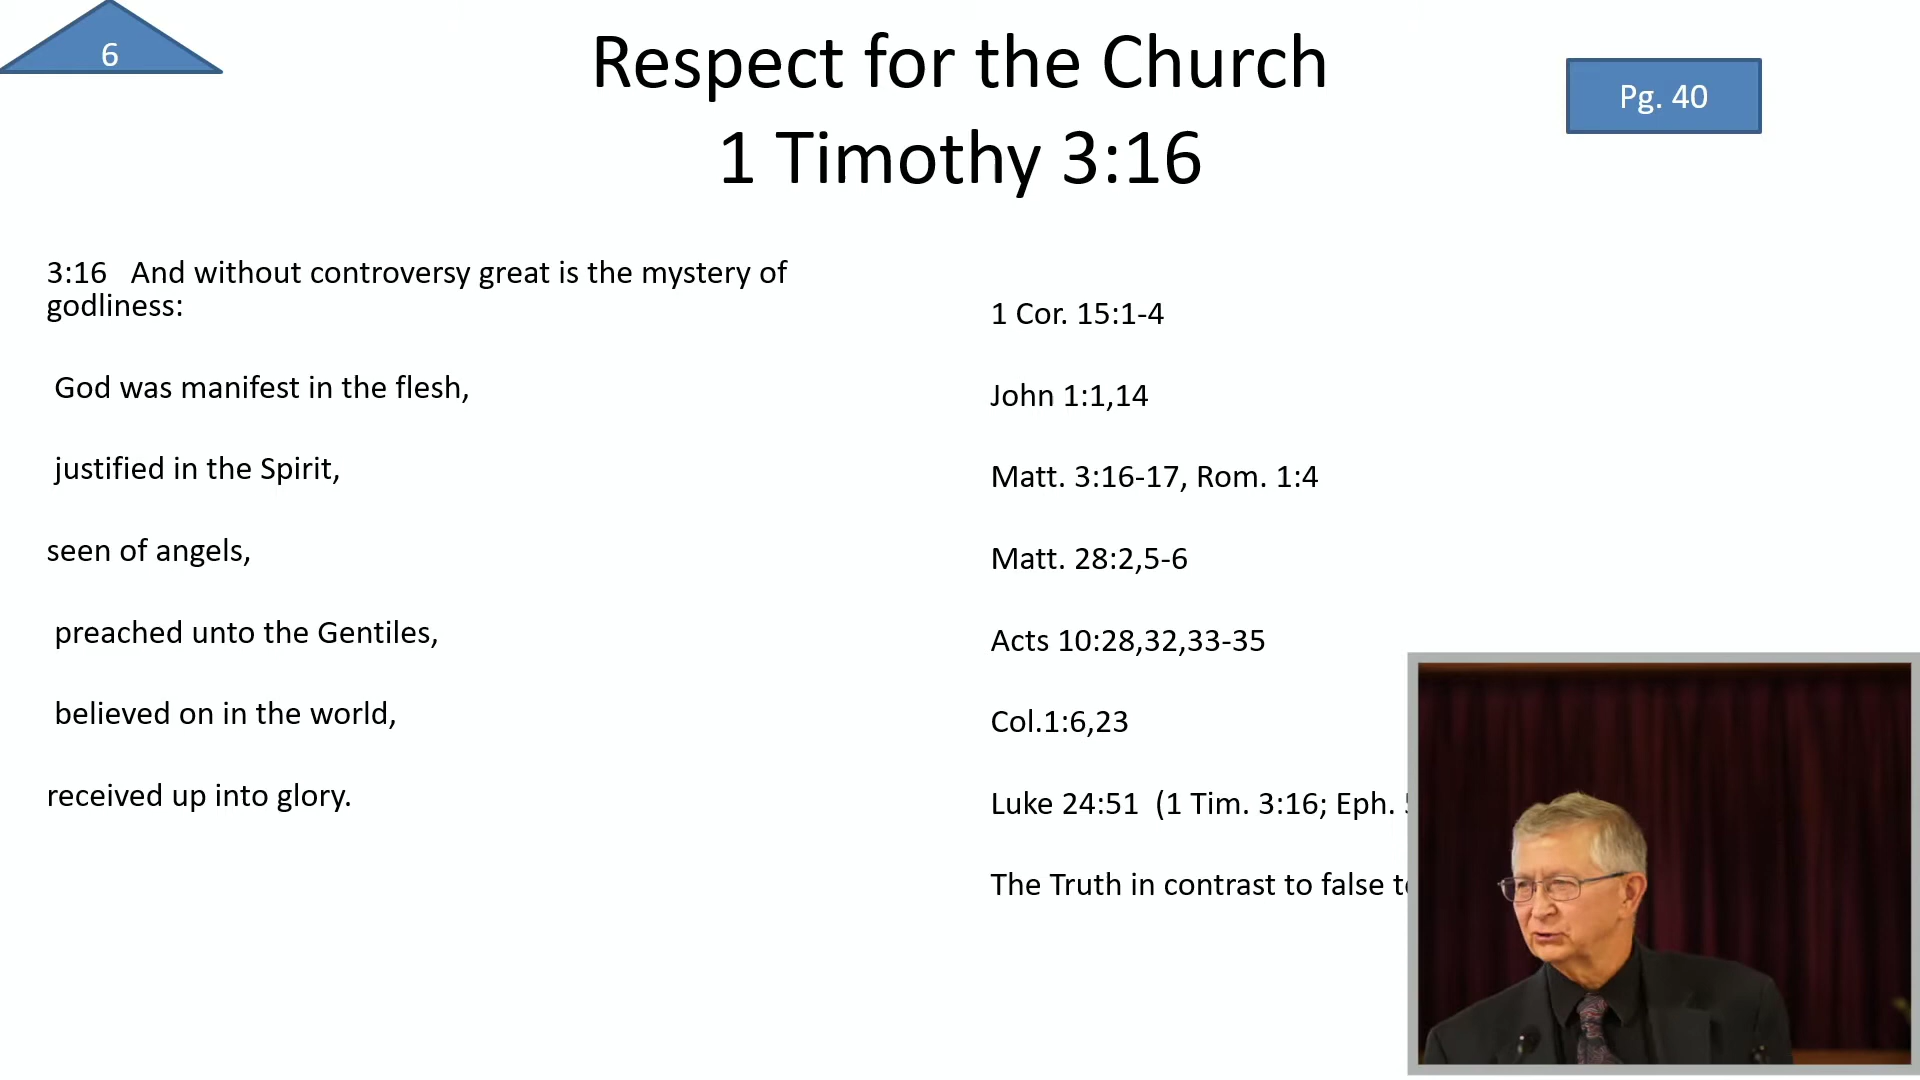 6
Respect for the Church
1 Timothy 3:16
Pg. 40
3:16 And without controversy great is the mystery of
godliness:
God was manifest in the flesh,
justified in the Spirit,
seen of angels,
preached unto the Gentiles,
believed on in the world,
received up into glory.
1 Cor. 15:1-4
John 1:1,14
Matt. 3:16-17, Rom. 1:4
Matt. 28:2,5-6
Acts 10:28,32,33-35
Col.1:6,23
Luke 24:51 (1 Tim. 3:16; Eph.
The Truth in contrast to false